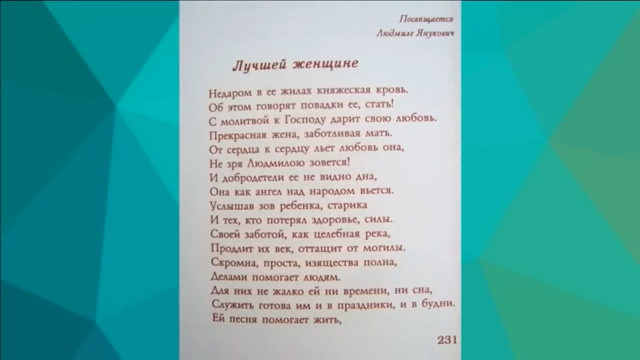 Посвящается
Людмиле Янукович
Лучшей женщине
Недаром в ее жилах княжеская кровь.
Об этом говорят повадки ее, стать!
С молитвой к Господу дарит свою любовь.
Прекрасная жена, заботливая мать.
От сердца к сердцу льет любовь она,
Не зря Людмилою зовется!
И добродетели ее не видно дна,
Она как ангел над народом вьется.
Услышав зов ребенка, старика
И тех, кто потерял здоровье, силы.
Своей заботой, как целебная река,
Продлит их век, оттащит от могилы.
Скромна, проста, изящества полна,
Делами помогает людям.
Для них не жалко ей ни времени, ни сна,
Служить готова им и в праздники, и в будни.
Ей песня помогает жить,
231